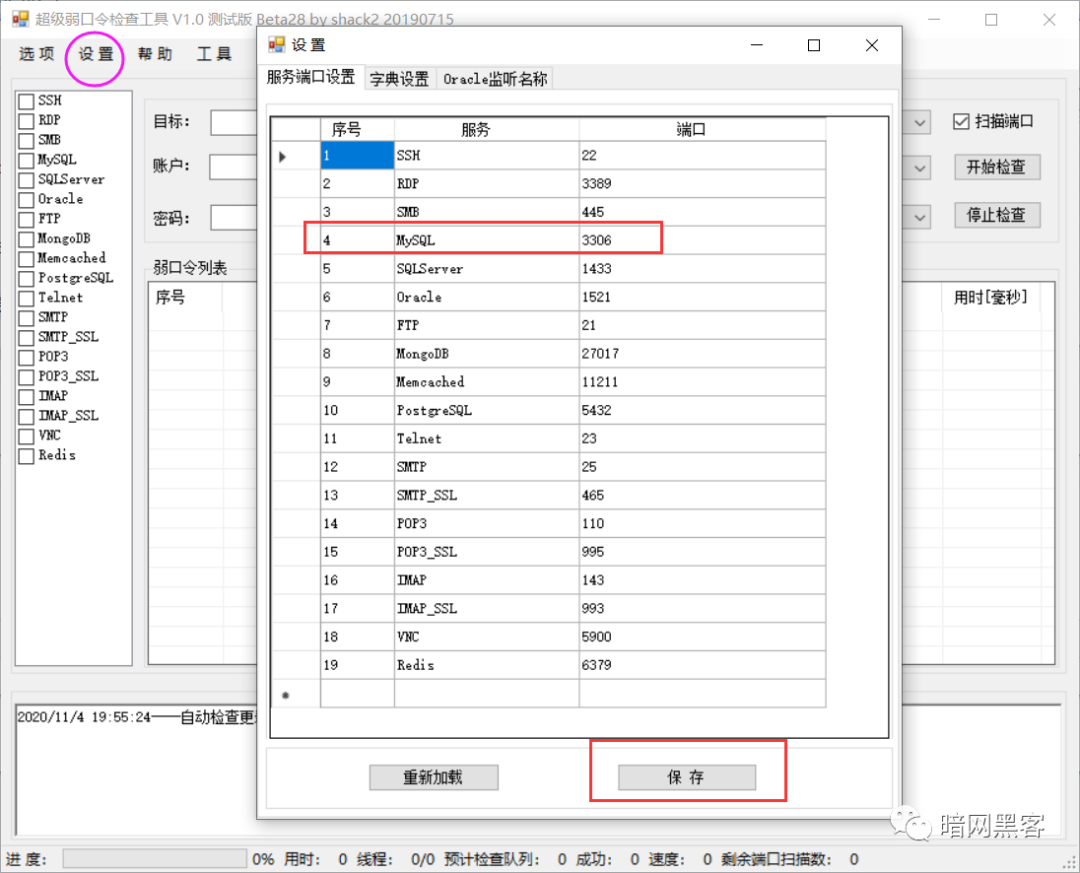 超级弱口令检查工具 V1.0 测试版 Beta28 by shack2 20190715
选项 设置 帮助 工具
SSH
RDP
SMB
MySQL
SQLServer
Oracle
FTP
MongoDB
Memcached
PostgreSQL
Telnet
SMTP
SMTP_SSL
POP3
POP3_SSL
IMAP
IMAP_SSL
VNC
Redis
目标:
账户:
密码:
扫描端口
开始检查
停止检查
弱口令列表
序号
用时[毫秒]
设置
服务端口设置 字典设置 Oracle监听名称
序号 服务 端口
1 SSH 22
2 RDP 3389
3 SMB 445
4 MySQL 3306
5 SQLServer 1433
6 Oracle 1521
7 FTP 21
8 MongoDB 27017
9 Memcached 11211
10 PostgreSQL 5432
11 Telnet 23
12 SMTP 25
13 SMTP_SSL 465
14 POP3 110
15 POP3_SSL 995
16 IMAP 143
17 IMAP_SSL 993
18 VNC 5900
19 Redis 6379
重新加载 保存
2020/11/4 19:55:24——自动检查更
暗网黑客
进度: 0% 用时: 0 线程: 0/0 预计检查队列: 0 成功: 0 速度: 0 剩余端口扫描数: 0